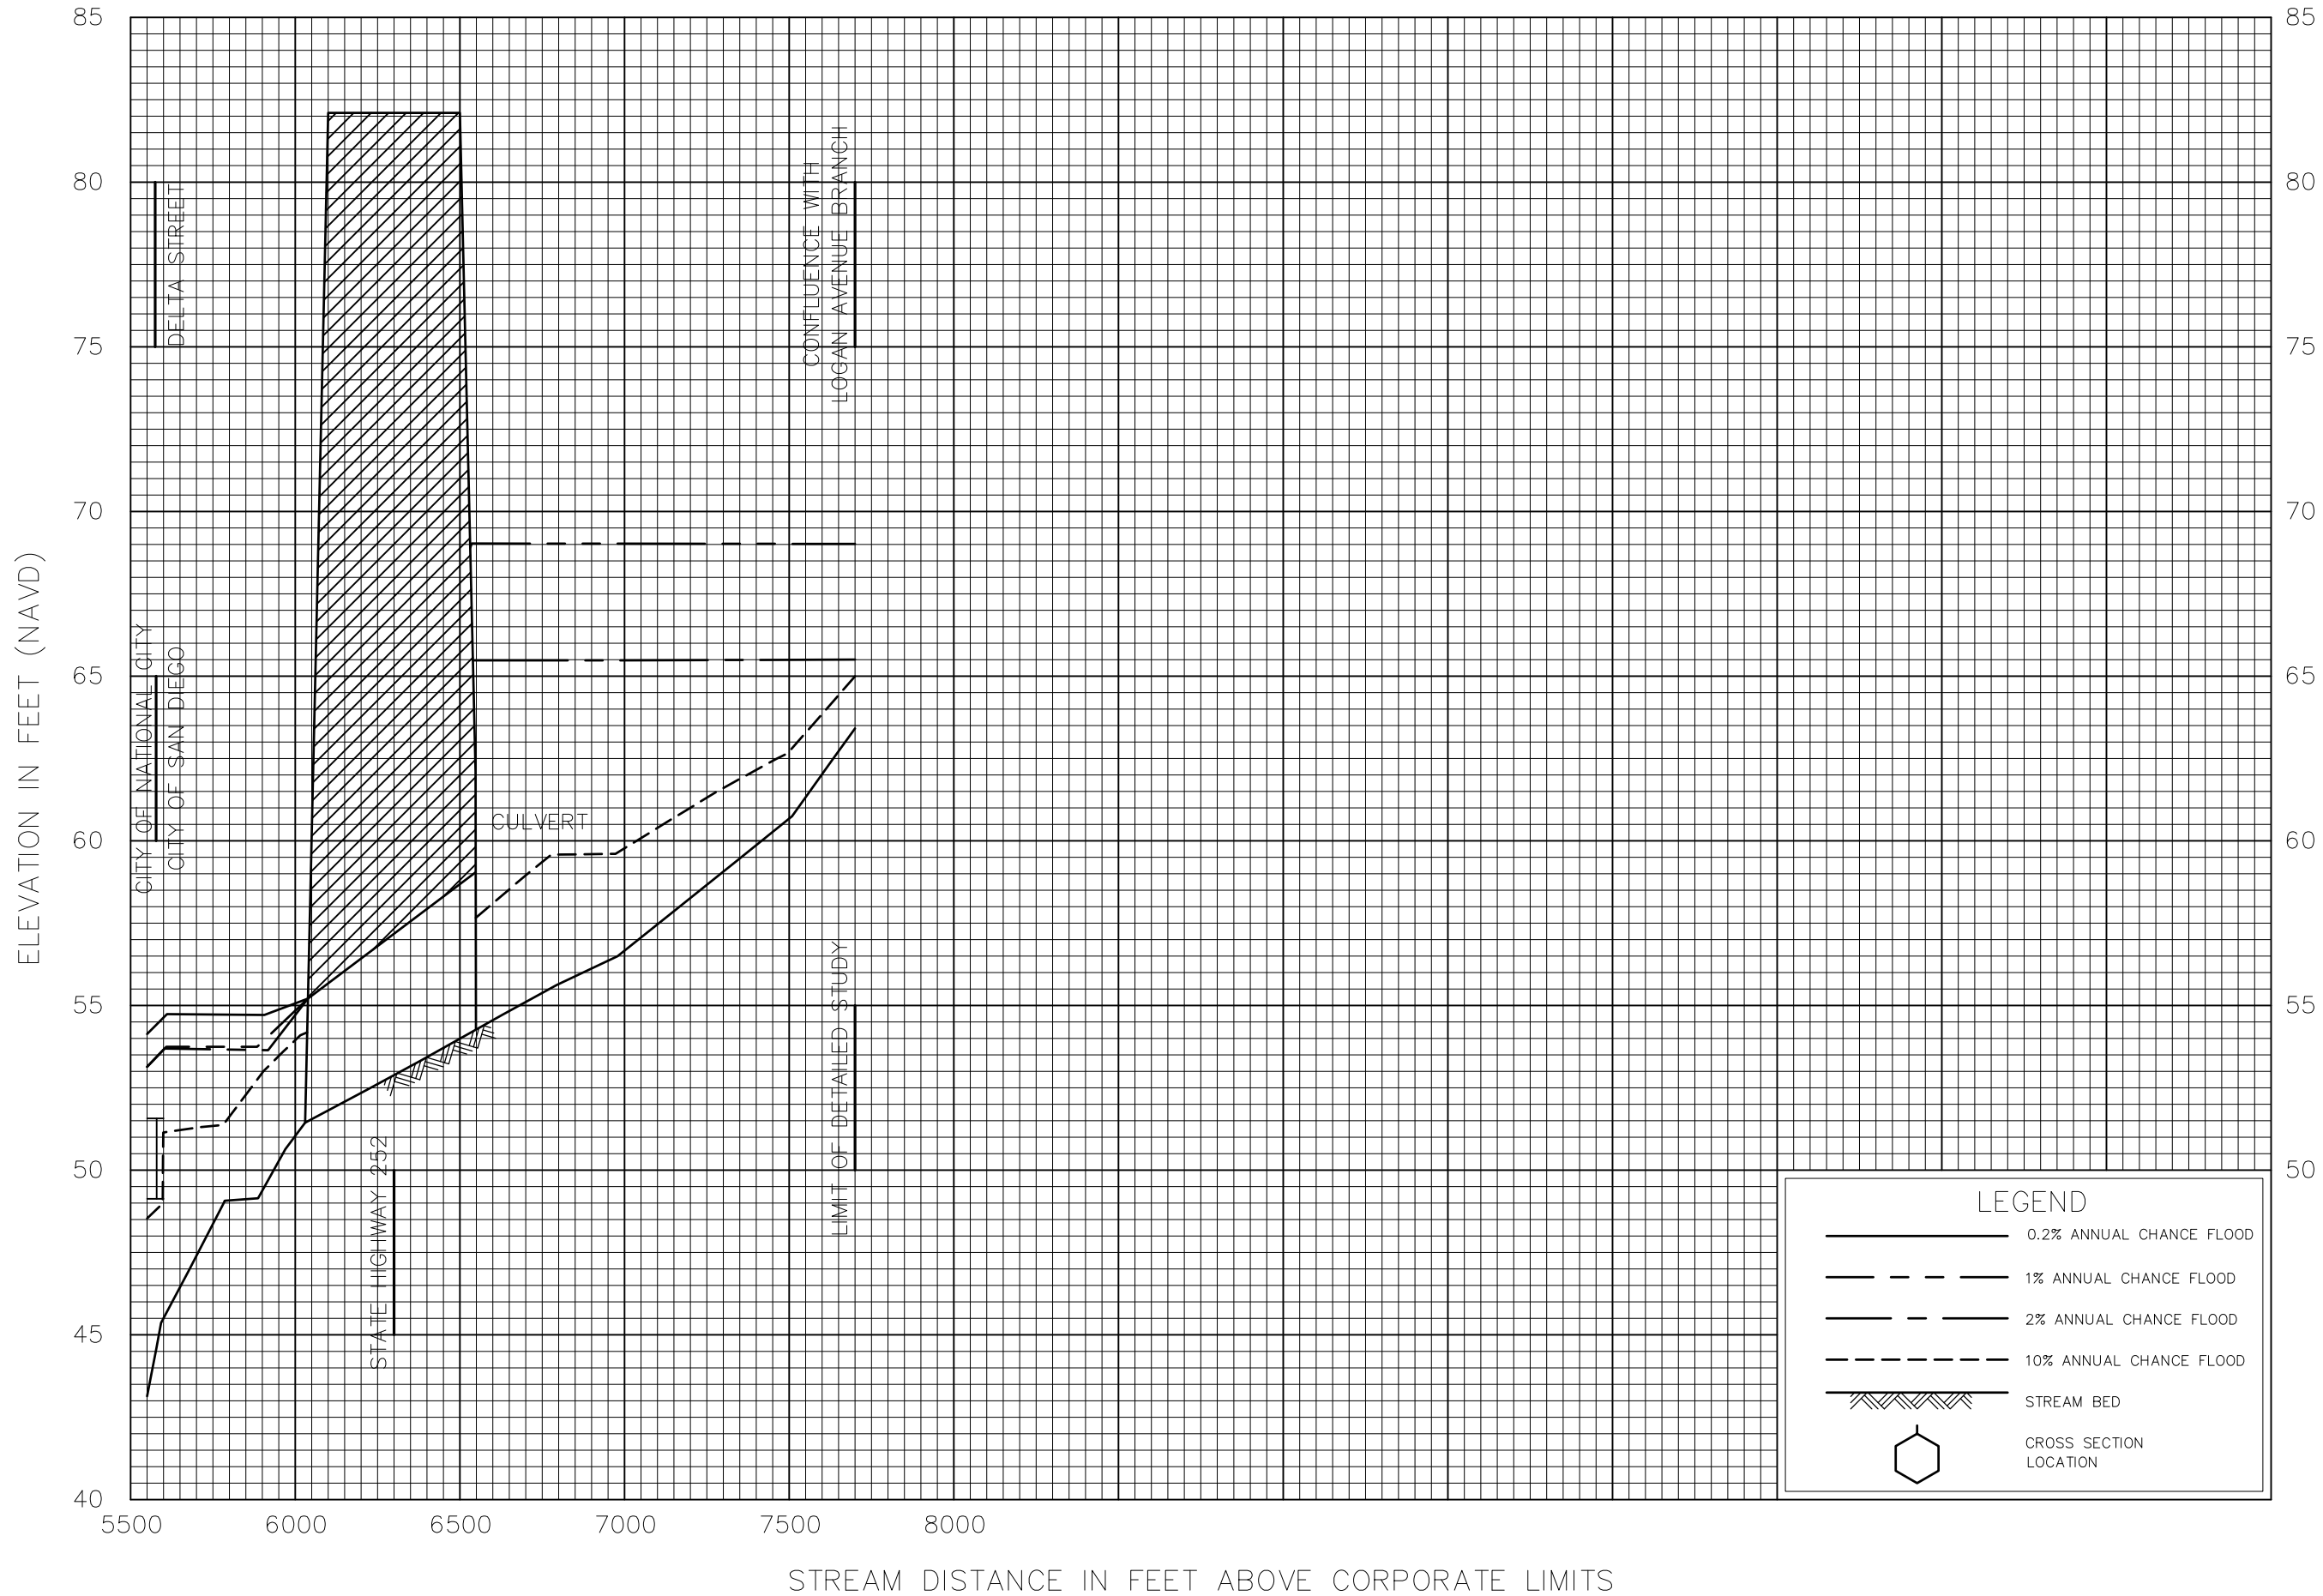 85
80
75
70
65
60
55
50
45
40
85
80
75
70
65
60
55
50
ELEVATION IN FEET (NAVD)
DELTA STREET
CITY OF NATIONAL CITY
CITY OF SAN DIEGO
CONFLUENCE WITH
LOGAN AVENUE BRANCH
CULVERT
STATE HIGHWAY 252
LIMIT OF DETAILED STUDY
LEGEND
0.2% ANNUAL CHANCE FLOOD
1% ANNUAL CHANCE FLOOD
2% ANNUAL CHANCE FLOOD
10% ANNUAL CHANCE FLOOD
STREAM BED
CROSS SECTION
LOCATION
5500 6000 6500 7000 7500 8000
STREAM DISTANCE IN FEET ABOVE CORPORATE LIMITS